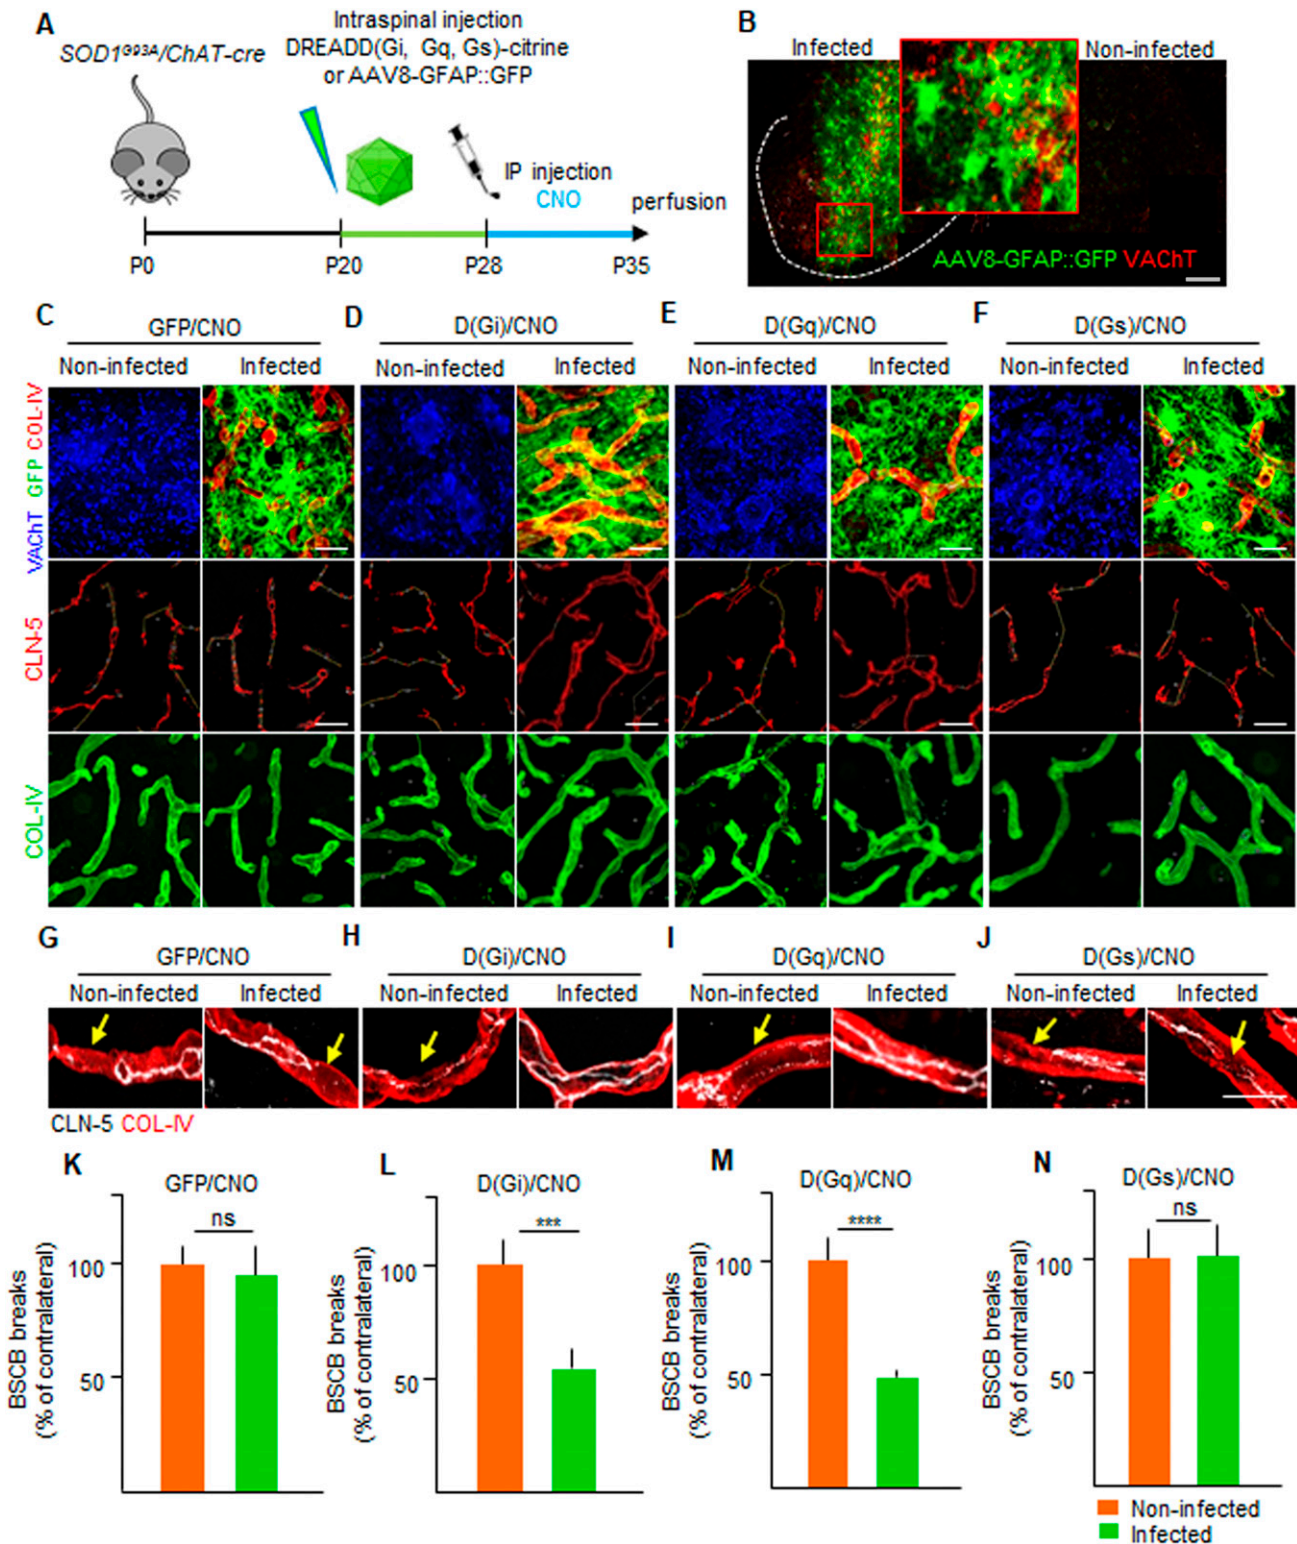 A
SOD1ᴳ⁹³ᴬ/ChAT-cre
Intraspinal injection
DREADD(Gi, Gq, Gs)-citrine
or AAV8-GFAP::GFP
IP injection
CNO
perfusion
P0
P20
P28
P35
B
Infected
Non-infected
AAV8-GFAP::GFP VAChT
C
GFP/CNO
Non-infected
Infected
D
D(Gi)/CNO
Non-infected
Infected
E
D(Gq)/CNO
Non-infected
Infected
F
D(Gs)/CNO
Non-infected
Infected
VAChT GFP COL-IV
CLN-5
COL-IV
G
GFP/CNO
Non-infected
Infected
H
D(Gi)/CNO
Non-infected
Infected
I
D(Gq)/CNO
Non-infected
Infected
J
D(Gs)/CNO
Non-infected
Infected
CLN-5 COL-IV
K
GFP/CNO
ns
100
50
BSCB breaks
(% of contralateral)
L
D(Gi)/CNO
***
100
50
BSCB breaks
(% of contralateral)
M
D(Gq)/CNO
****
100
50
BSCB breaks
(% of contralateral)
N
D(Gs)/CNO
ns
100
50
BSCB breaks
(% of contralateral)
Non-infected
Infected